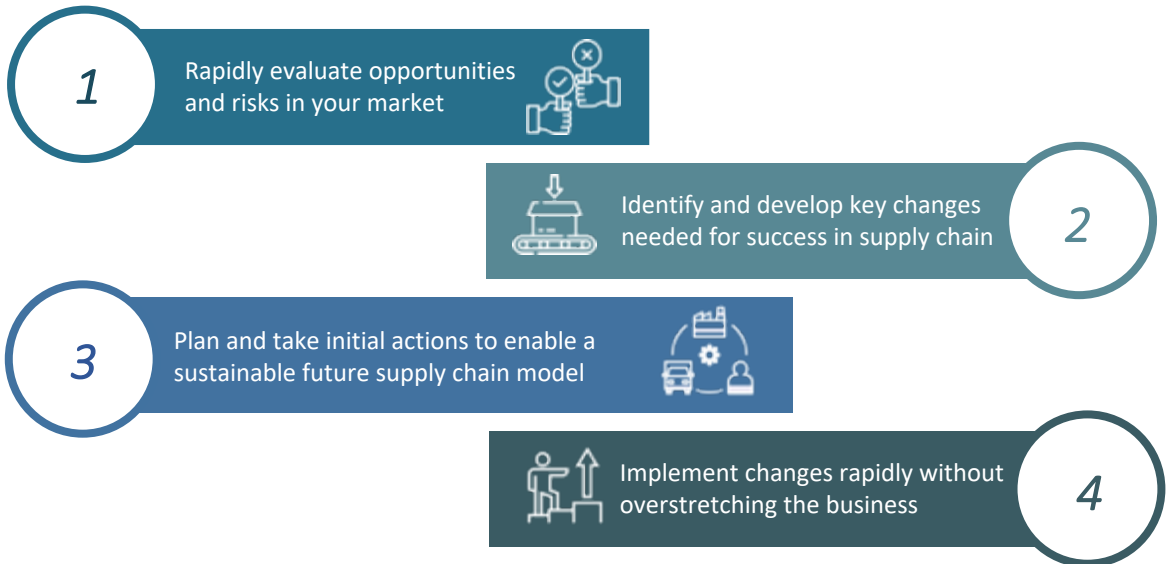 1
Rapidly evaluate opportunities
and risks in your market
Identify and develop key changes
needed for success in supply chain
2
3
Plan and take initial actions to enable a
sustainable future supply chain model
Implement changes rapidly without
overstretching the business
4